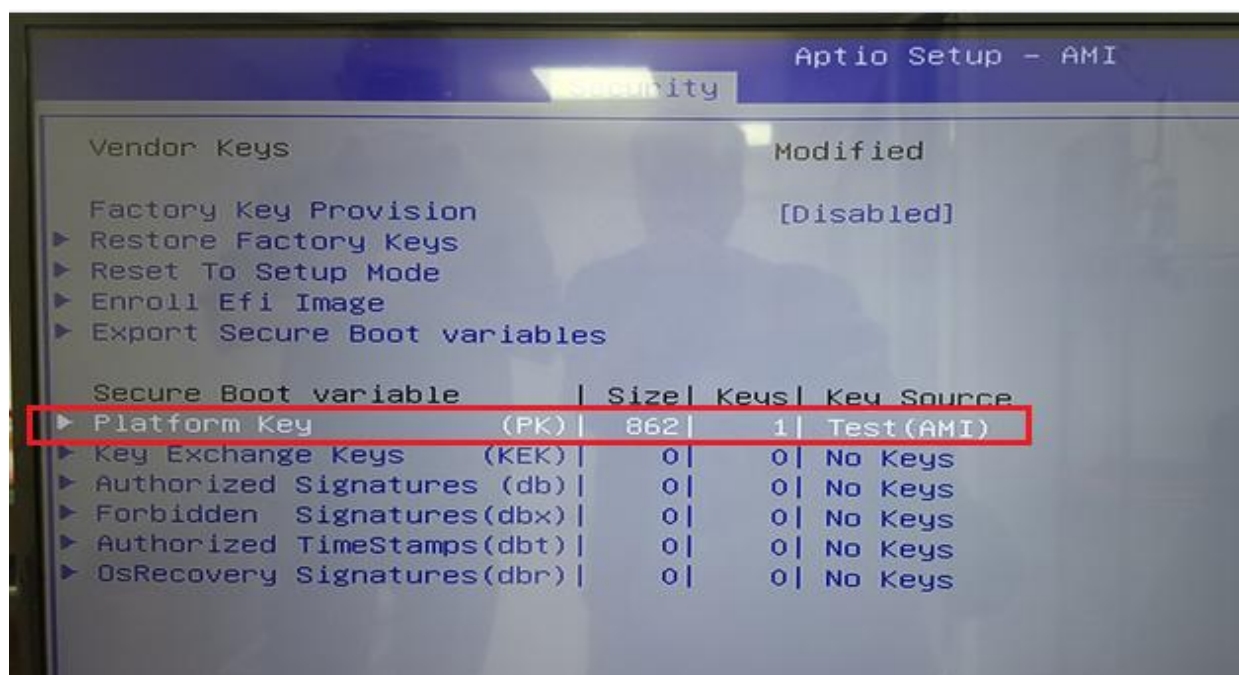 Aptio Setup – AMI
Security
Vendor Keys Modified
Factory Key Provision [Disabled]
▶ Restore Factory Keys
▶ Reset To Setup Mode
▶ Enroll Efi Image
▶ Export Secure Boot variables
Secure Boot variable | Size| Keys| Key Source
▶ Platform Key (PK)| 862| 1| Test(AMI)
▶ Key Exchange Keys (KEK)| 0| 0| No Keys
▶ Authorized Signatures (db)| 0| 0| No Keys
▶ Forbidden Signatures(dbx)| 0| 0| No Keys
▶ Authorized TimeStamps(dbt)| 0| 0| No Keys
▶ OsRecovery Signatures(dbr)| 0| 0| No Keys